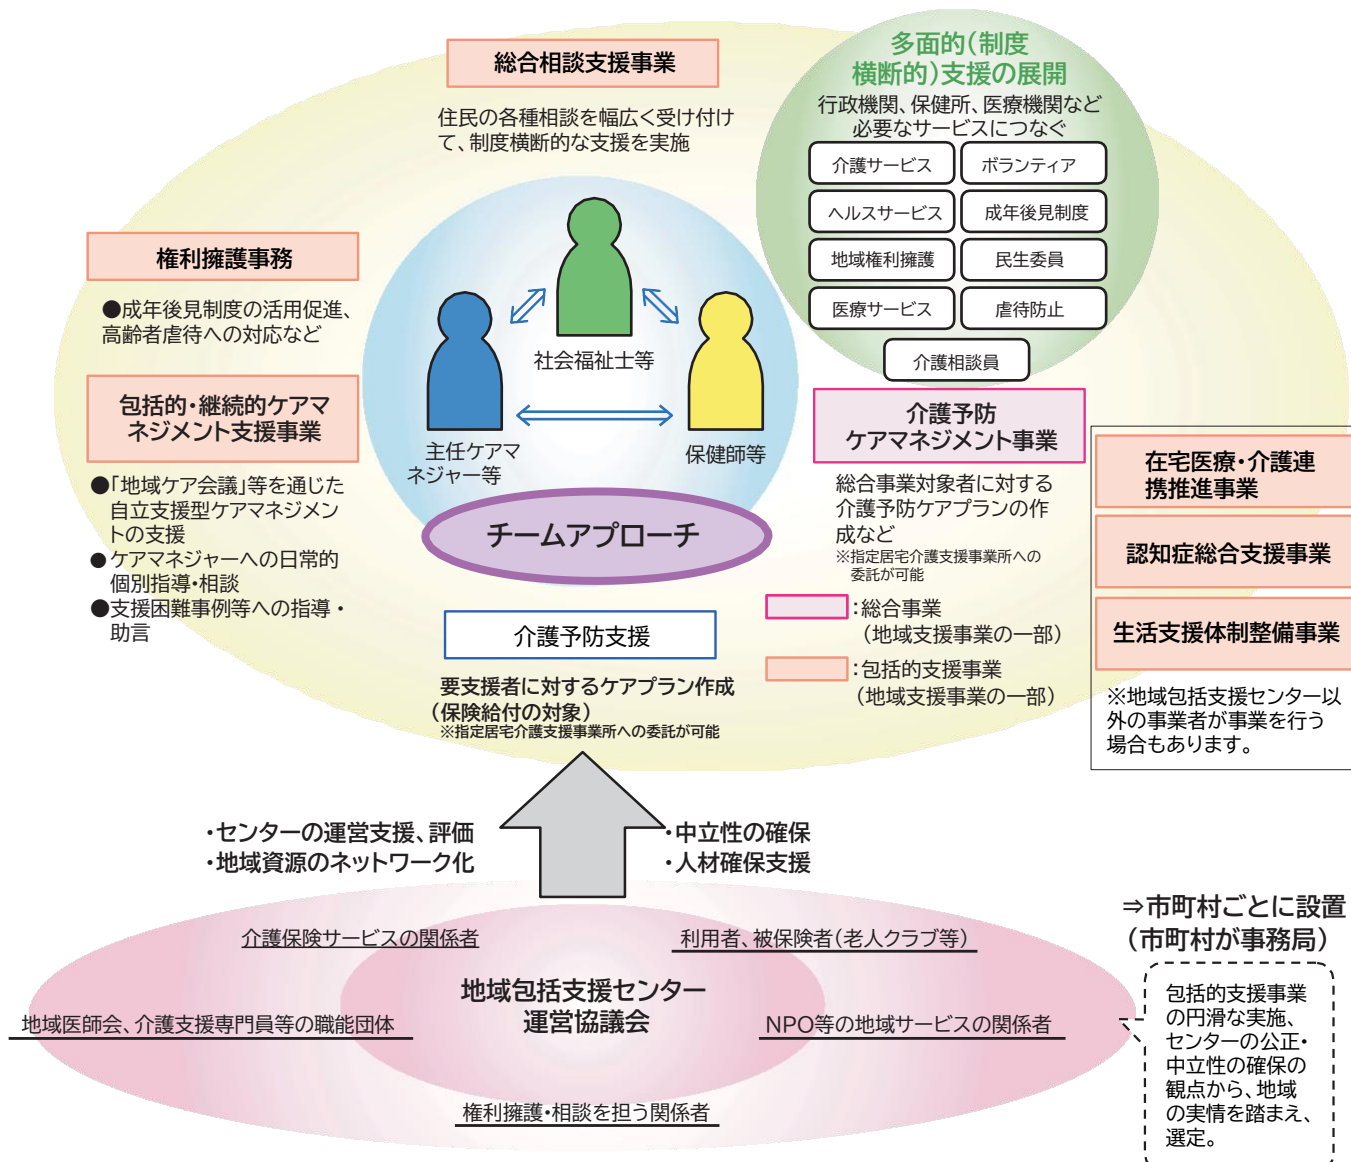 総合相談支援事業
住民の各種相談を幅広く受け付け
て、制度横断的な支援を実施
多面的(制度
横断的)支援の展開
行政機関、保健所、医療機関など
必要なサービスにつなぐ
介護サービス
ボランティア
ヘルスサービス
成年後見制度
地域権利擁護
民生委員
医療サービス
虐待防止
介護相談員
権利擁護事務
●成年後見制度の活用促進、
高齢者虐待への対応など
包括的・継続的ケアマ
ネジメント支援事業
●「地域ケア会議」等を通じた
自立支援型ケアマネジメン
トの支援
●ケアマネジャーへの日常的
個別指導・相談
●支援困難事例等への指導・
助言
社会福祉士等
主任ケアマ
ネジャー等
保健師等
チームアプローチ
介護予防
ケアマネジメント事業
総合事業対象者に対する
介護予防ケアプランの作
成など
※指定居宅介護支援事業所への
委託が可能
:総合事業
(地域支援事業の一部)
:包括的支援事業
(地域支援事業の一部)
在宅医療・介護連
携推進事業
認知症総合支援事業
生活支援体制整備事業
※地域包括支援センター以
外の事業者が事業を行う
場合もあります。
介護予防支援
要支援者に対するケアプラン作成
(保険給付の対象)
※指定居宅介護支援事業所への委託が可能
・センターの運営支援、評価
・地域資源のネットワーク化
・中立性の確保
・人材確保支援
介護保険サービスの関係者
利用者、被保険者(老人クラブ等)
地域包括支援センター
運営協議会
地域医師会、介護支援専門員等の職能団体
NPO等の地域サービスの関係者
権利擁護・相談を担う関係者
⇒市町村ごとに設置
(市町村が事務局)
包括的支援事業
の円滑な実施、
センターの公正・
中立性の確保の
観点から、地域
の実情を踏まえ、
選定。